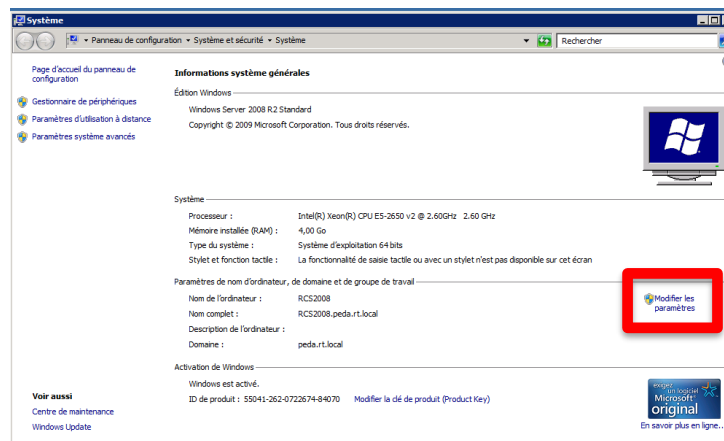 Système
Panneau de configuration Système et sécurité Système
Rechercher
Page d'accueil du panneau de
configuration
Gestionnaire de périphériques
Paramètres d'utilisation à distance
Paramètres système avancés
Informations système générales
Édition Windows
Windows Server 2008 R2 Standard
Copyright © 2009 Microsoft Corporation. Tous droits réservés.
Système
Processeur : Intel(R) Xeon(R) CPU E5-2650 v2 @ 2.60GHz 2.60 GHz
Mémoire installée (RAM) : 4,00 Go
Type du système : Système d'exploitation 64 bits
Stylet et fonction tactile : La fonctionnalité de saisie tactile ou avec un stylet n'est pas disponible sur cet écran
Paramètres de nom d'ordinateur, de domaine et de groupe de travail
Nom de l'ordinateur : RCS2008
Modifier les
paramètres
Nom complet : RCS2008.peda.rt.local
Description de l'ordinateur :
Domaine : peda.rt.local
Activation de Windows
Windows est activé.
ID de produit : 55041-262-0722674-84070 Modifier la clé de produit (Product Key)
exigez
un logiciel
Microsoft
original
En savoir plus en ligne...
Voir aussi
Centre de maintenance
Windows Update